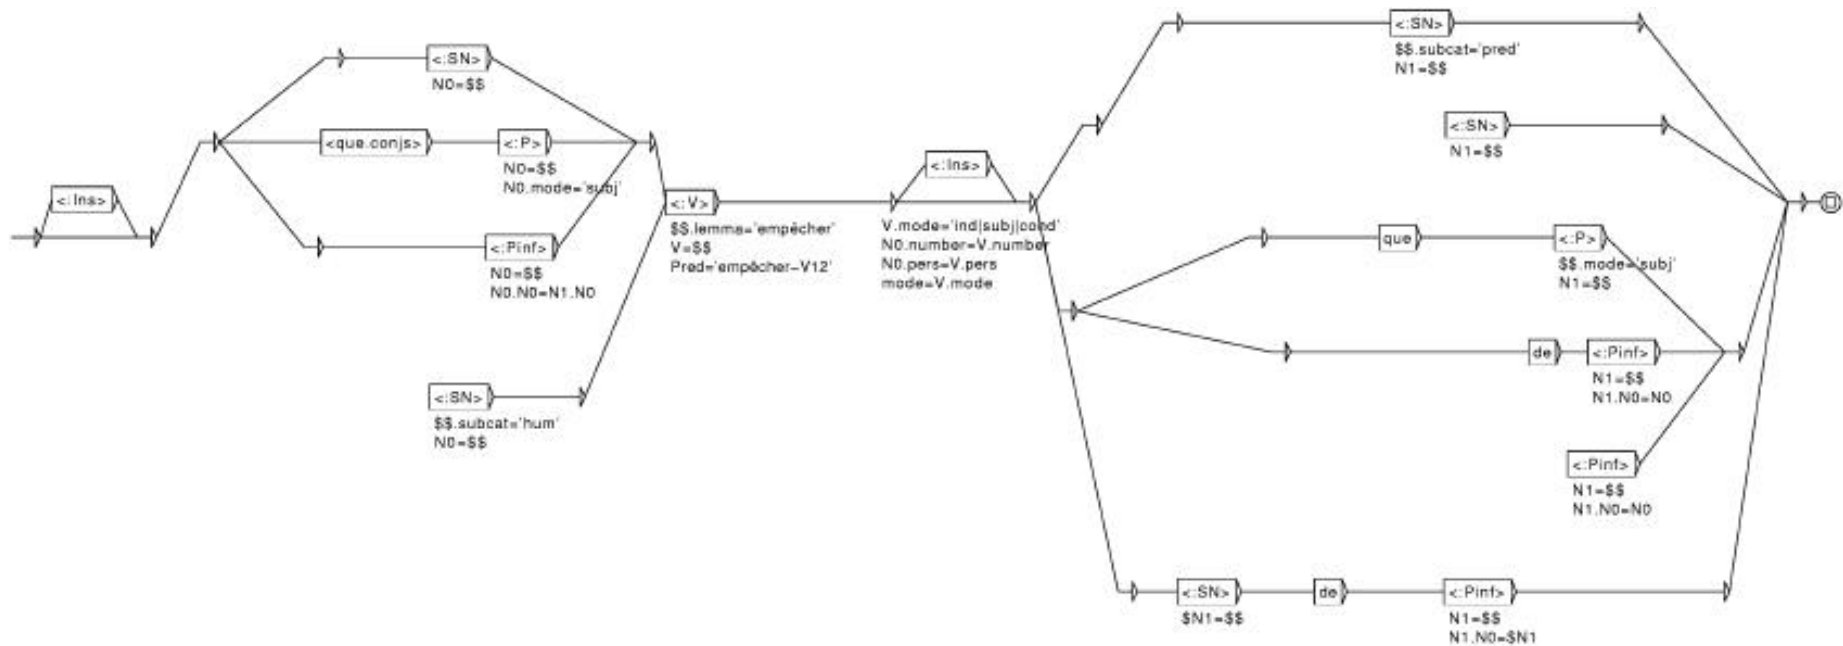 <:Ins>
<:SN>
N0=$$
<que.conjs>
<:P>
N0=$$
N0.mode='subj'
<:Pinf>
N0=$$
N0.N0=N1.N0
<:SN>
$$.subcat='hum'
N0=$$
<:V>
$$.lemma='empêcher'
V=$$
Pred='empêcher-V12'
<:Ins>
V.mode='ind|subj|cond'
N0.number=V.number
N0.pers=V.pers
mode=V.mode
<:SN>
$$.subcat='pred'
N1=$$
<:SN>
N1=$$
que
<:P>
$$.mode='subj'
N1=$$
de
<:Pinf>
N1=$$
N1.N0=N0
<:Pinf>
N1=$$
N1.N0=N0
<:SN>
$N1=$$
de
<:Pinf>
N1=$$
N1.N0=$N1